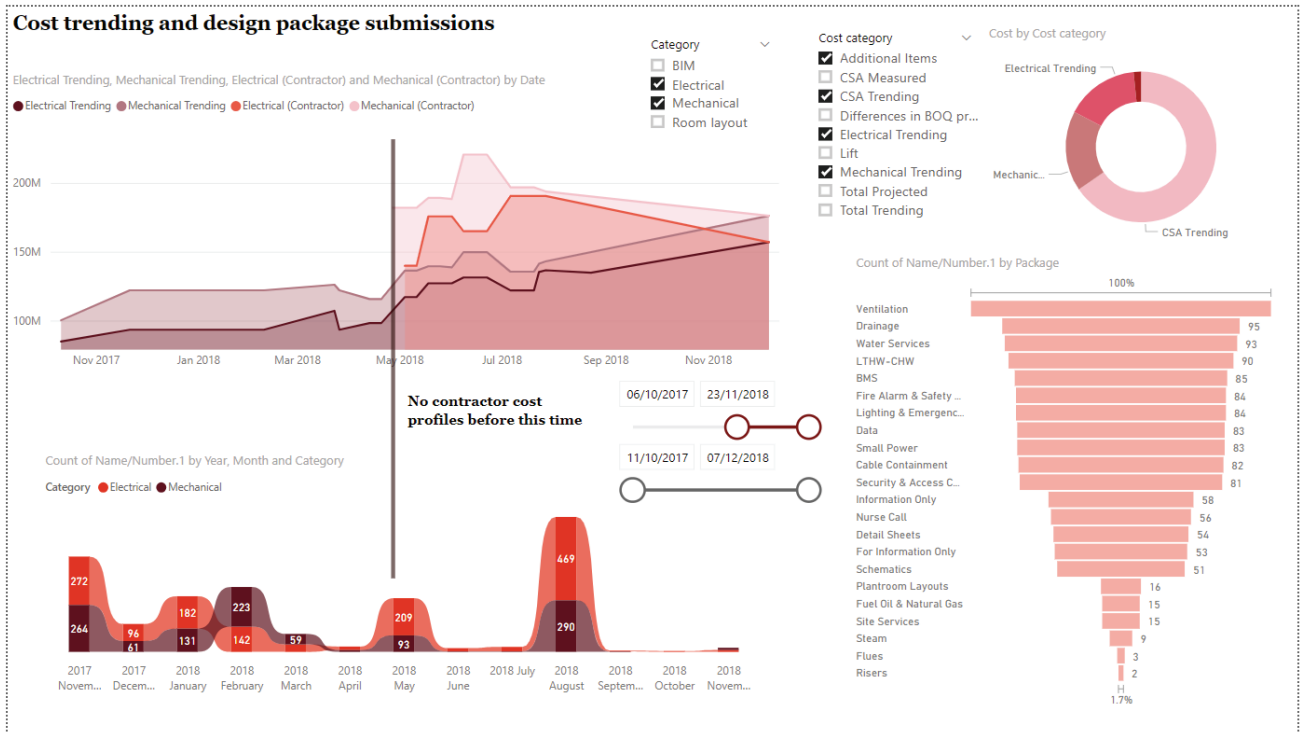 Cost trending and design package submissions
Electrical Trending, Mechanical Trending, Electrical (Contractor) and Mechanical (Contractor) by Date
Electrical Trending Mechanical Trending Electrical (Contractor) Mechanical (Contractor)
200M
150M
100M
Nov 2017 Jan 2018 Mar 2018 May 2018 Jul 2018 Sep 2018 Nov 2018
Category
BIM
Electrical
Mechanical
Room layout
Cost category
Additional Items
CSA Measured
CSA Trending
Differences in BOQ pr...
Electrical Trending
Lift
Mechanical Trending
Total Projected
Total Trending
Cost by Cost category
Electrical Trending
Mechanic...
CSA Trending
No contractor cost
profiles before this time
06/10/2017 23/11/2018
11/10/2017 07/12/2018
Count of Name/Number.1 by Year, Month and Category
Category Electrical Mechanical
272 264
96 61
182 131
223 142
59
209 93
469 290
2017 2017 2018 2018 2018 2018 2018 2018 2018 July 2018 2018 2018 2018
Novem... Decem... January February March April May June August Septem... October Novem...
Count of Name/Number.1 by Package
100%
Ventilation
Drainage 95
Water Services 93
LTHW-CHW 90
BMS 85
Fire Alarm & Safety ... 84
Lighting & Emergenc... 84
Data 83
Small Power 83
Cable Containment 82
Security & Access C... 81
Information Only 58
Nurse Call 56
Detail Sheets 54
For Information Only 53
Schematics 51
Plantroom Layouts 16
Fuel Oil & Natural Gas 15
Site Services 15
Steam 9
Flues 3
Risers 2
1.7%